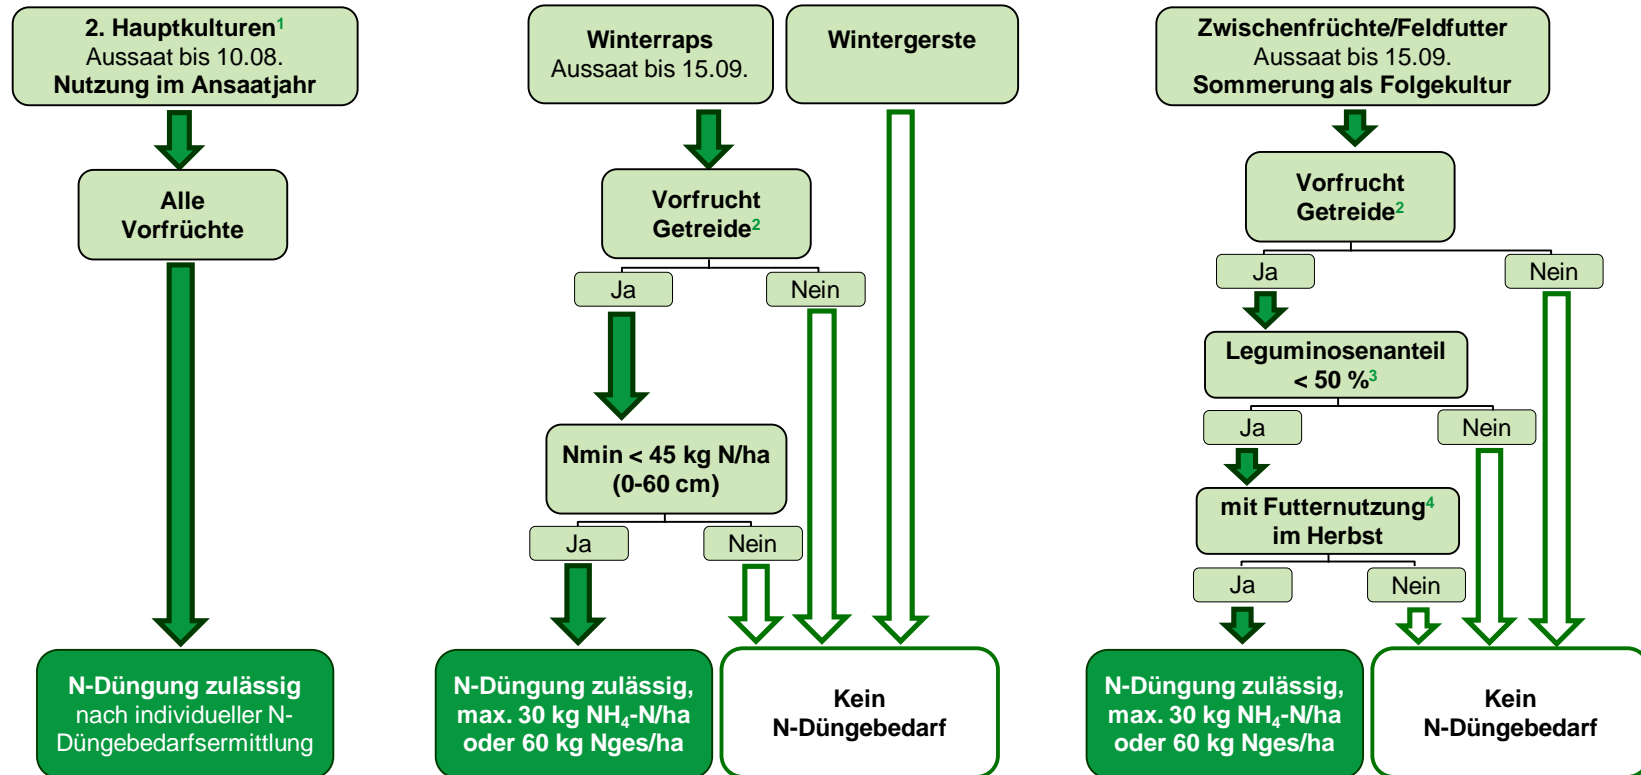 2. Hauptkulturen¹
Aussaat bis 10.08.
Nutzung im Ansaatjahr
Alle
Vorfrüchte
N-Düngung zulässig
nach individueller N-
Düngebedarfsermittlung
Winterraps
Aussaat bis 15.09.
Wintergerste
Vorfrucht
Getreide²
Ja
Nein
Nmin < 45 kg N/ha
(0-60 cm)
Ja
Nein
N-Düngung zulässig,
max. 30 kg NH₄-N/ha
oder 60 kg Nges/ha
Kein
N-Düngebedarf
Zwischenfrüchte/Feldfutter
Aussaat bis 15.09.
Sommerung als Folgekultur
Vorfrucht
Getreide²
Ja
Nein
Leguminosenanteil
< 50 %³
Ja
Nein
mit Futternutzung⁴
im Herbst
Ja
Nein
N-Düngung zulässig,
max. 30 kg NH₄-N/ha
oder 60 kg Nges/ha
Kein
N-Düngebedarf